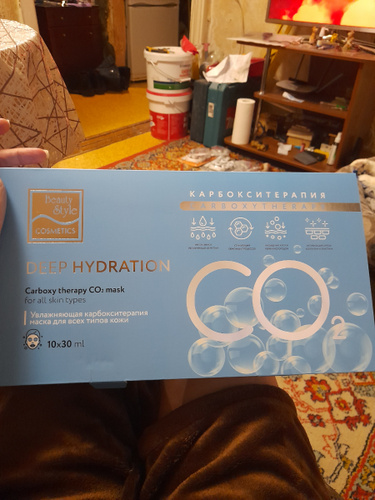 Beauty
Style
COSMETICS
КАРБОКСИТЕРАПИЯ
CARBOXYTHERAPY
DEEP HYDRATION
Carboxy therapy CO₂ mask
for all skin types
Увлажняющая карбокситерапия
маска для всех типов кожи
10x30 ml
CO₂